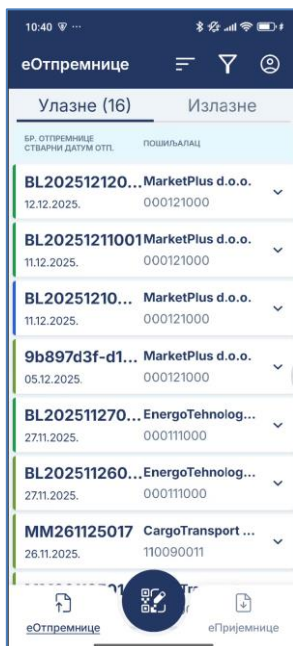 10:40 ...
еОтпремнице
Улазне (16)
Излазне
БР. ОТПРЕМНИЦЕ
СТВАРНИ ДАТУМ ОТП.
ПОШИЉАЛАЦ
BL202512120... MarketPlus d.o.o.
12.12.2025. 000121000
BL20251211001 MarketPlus d.o.o.
11.12.2025. 000121000
BL20251210... MarketPlus d.o.o.
11.12.2025. 000121000
9b897d3f-d1... MarketPlus d.o.o.
05.12.2025. 000121000
BL202511270... EnergoTehnolog...
27.11.2025. 000111000
BL202511260... EnergoTehnolog...
27.11.2025. 000111000
MM261125017 CargoTransport ...
26.11.2025. 110090011
еОтпремнице
еПријемнице